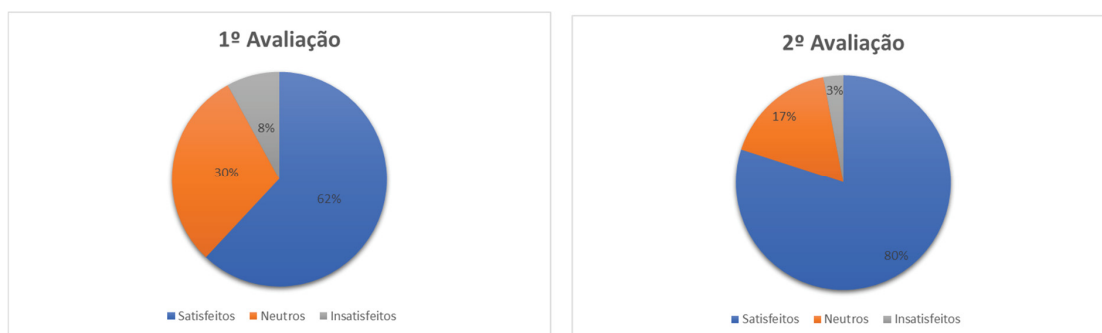 1º Avaliação
8%
30%
62%
Satisfeitos Neutros Insatisfeitos
2º Avaliação
3%
17%
80%
Satisfeitos Neutros Insatisfeitos